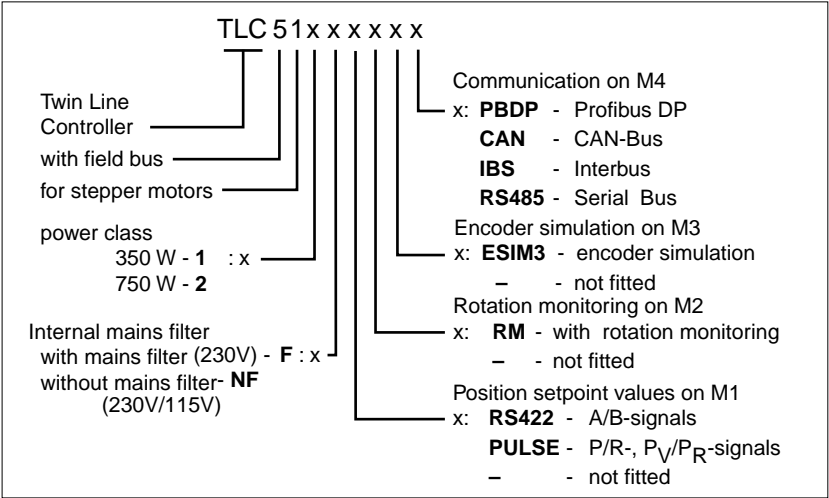 TLC 5 1 x x x x x x
Twin Line
Controller
with field bus
for stepper motors
power class
350 W - 1 : x
750 W - 2
Internal mains filter
with mains filter (230V) - F : x
without mains filter- NF
(230V/115V)
Communication on M4
x: PBDP - Profibus DP
CAN - CAN-Bus
IBS - Interbus
RS485 - Serial Bus
Encoder simulation on M3
x: ESIM3 - encoder simulation
– - not fitted
Rotation monitoring on M2
x: RM - with rotation monitoring
– - not fitted
Position setpoint values on M1
x: RS422 - A/B-signals
PULSE - P/R-, PV/PR-signals
– - not fitted